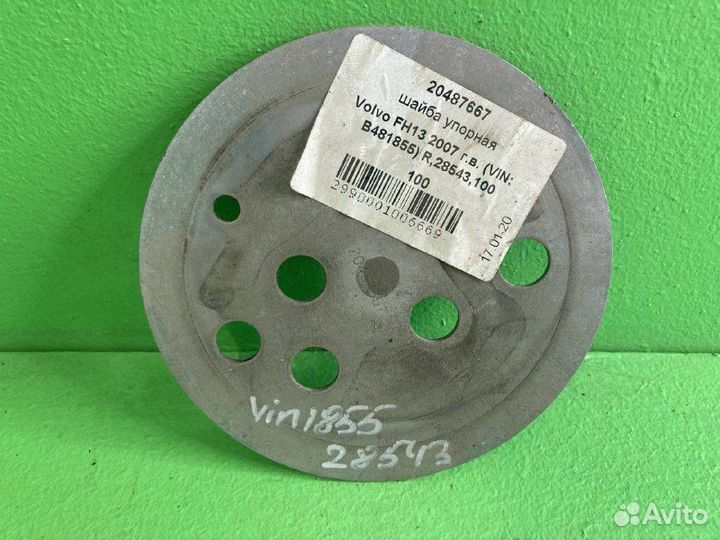 20487667
шайба упорная
Volvo FH13 2007 г.в. (VIN:
B481855) R,28543,100
100
2990001006669
17.01.20
Vin1855
28543
Avito